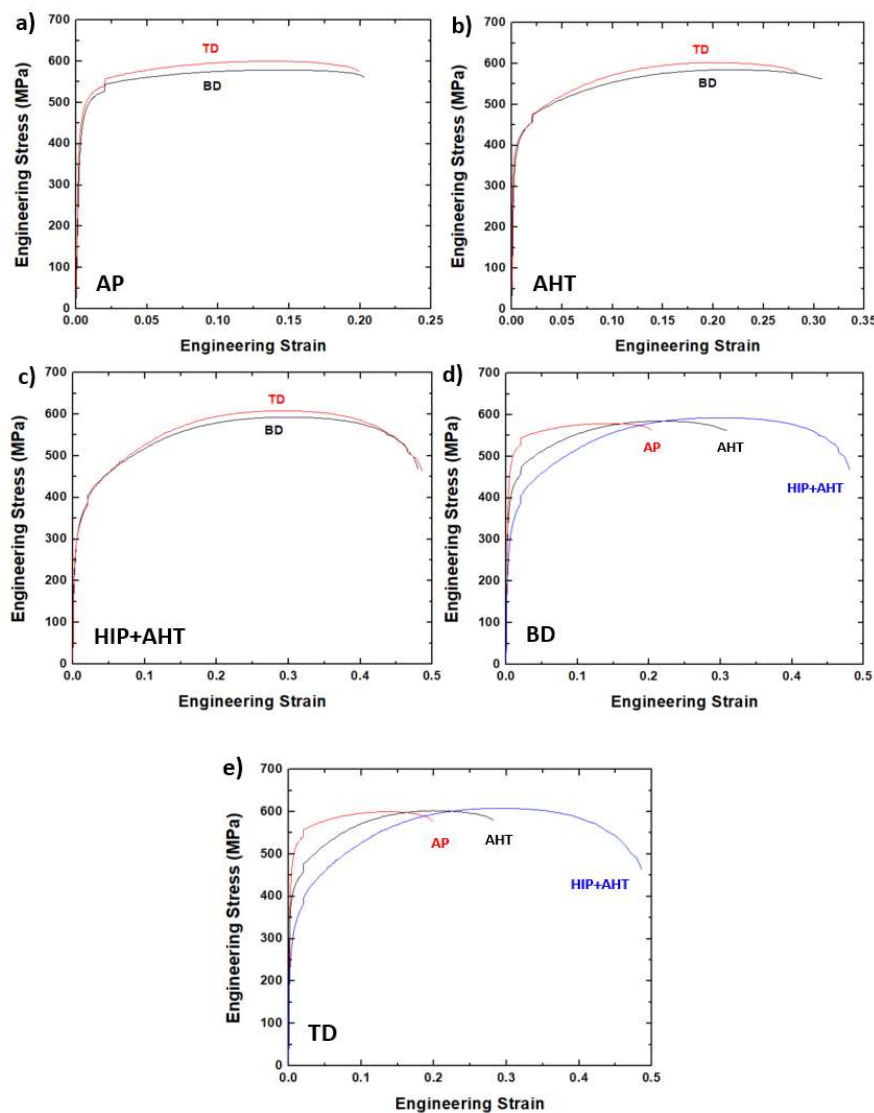 a)
700
600
500
400
300
200
100
0
Engineering Stress (MPa)
TD
BD
AP
0.00 0.05 0.10 0.15 0.20 0.25
Engineering Strain
b)
700
600
500
400
300
200
100
0
Engineering Stress (MPa)
TD
BD
AHT
0.00 0.05 0.10 0.15 0.20 0.25 0.30 0.35
Engineering Strain
c)
700
600
500
400
300
200
100
0
Engineering Stress (MPa)
TD
BD
HIP+AHT
0.0 0.1 0.2 0.3 0.4 0.5
Engineering Strain
d)
700
600
500
400
300
200
100
0
Engineering Stress (MPa)
AP
AHT
HIP+AHT
BD
0.0 0.1 0.2 0.3 0.4 0.5
Engineering Strain
e)
700
600
500
400
300
200
100
0
Engineering Stress (MPa)
AP
AHT
HIP+AHT
TD
0.0 0.1 0.2 0.3 0.4 0.5
Engineering Strain